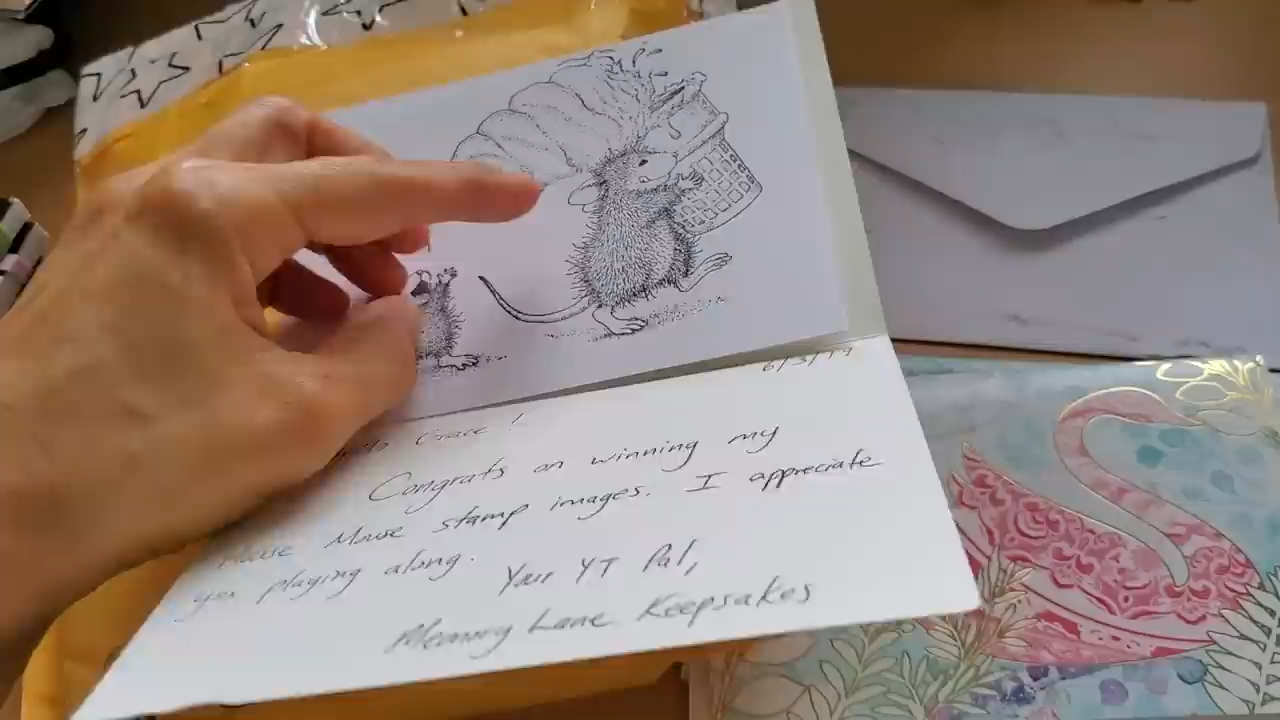 6/3/19
Grace!
Congrats on winning my
Mouse stamp images. I appreciate
you playing along.
Your YT Pal,
Memory Lane Keepsakes